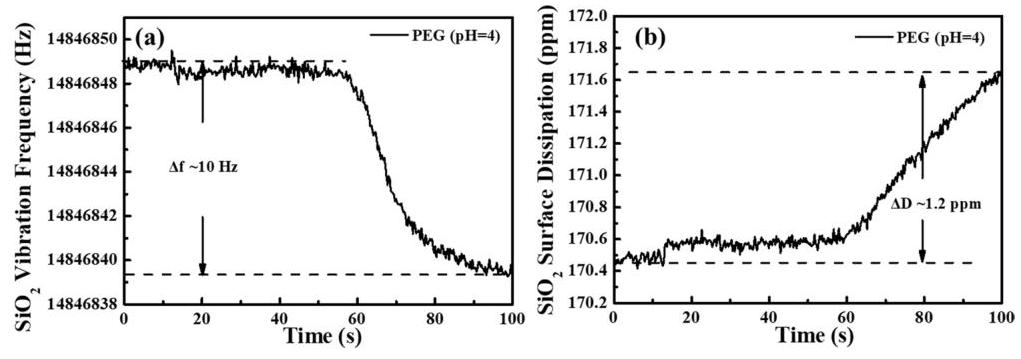 (a)
PEG (pH=4)
SiO2 Vibration Frequency (Hz)
14846850
14846848
14846846
14846844
14846842
14846840
14846838
Δf ~10 Hz
0 20 40 60 80 100
Time (s)
(b)
PEG (pH=4)
SiO2 Surface Dissipation (ppm)
172.0
171.8
171.6
171.4
171.2
171.0
170.8
170.6
170.4
170.2
ΔD ~1.2 ppm
0 20 40 60 80 100
Time (s)